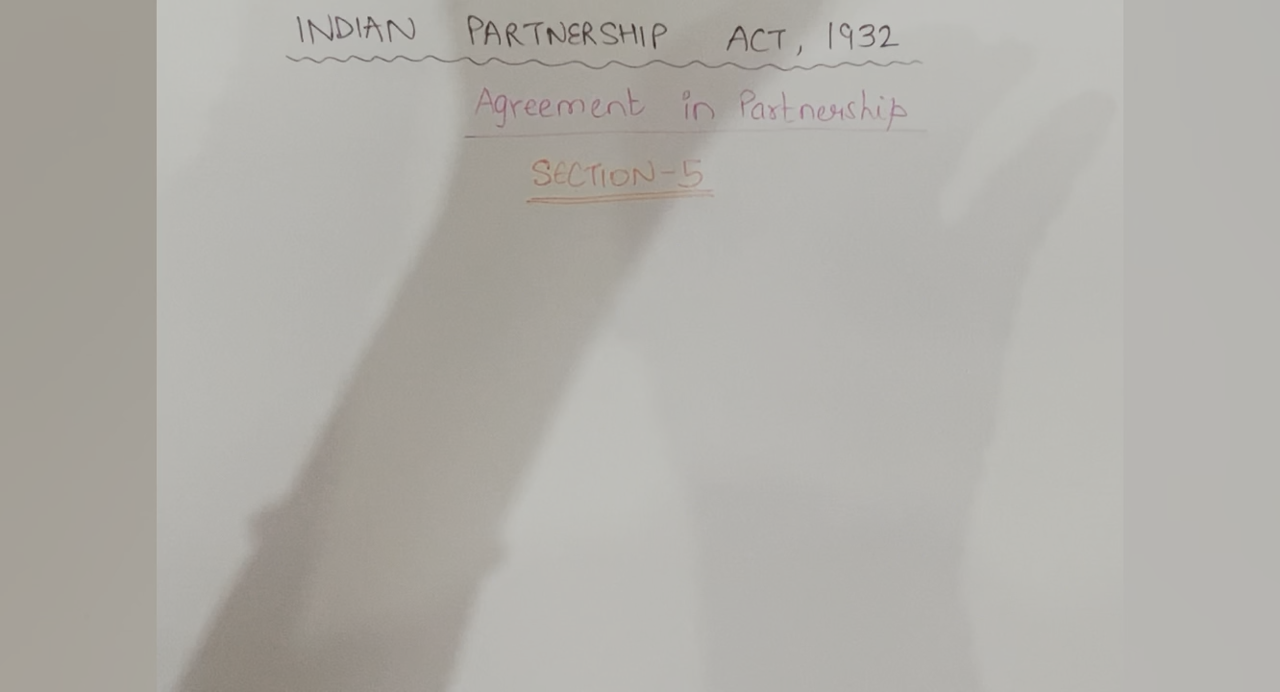 INDIAN PARTNERSHIP ACT, 1932
Agreement in Partnership
SECTION-5